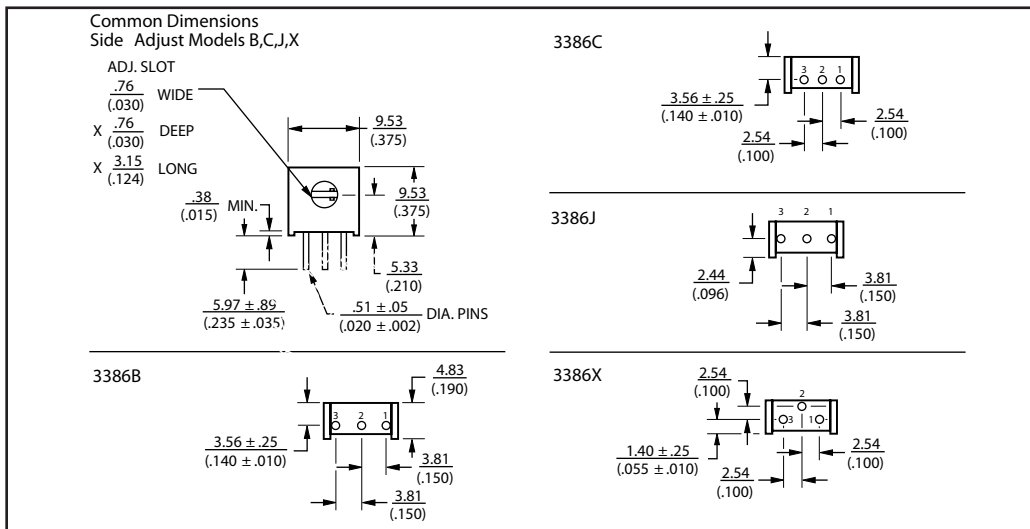 Common Dimensions
Side Adjust Models B,C,J,X
ADJ. SLOT
.76
(.030) WIDE
X .76
(.030) DEEP
X 3.15
(.124) LONG
.38
(.015) MIN.
9.53
(.375)
9.53
(.375)
5.33
(.210)
5.97 ± .89
(.235 ± .035)
.51 ± .05
(.020 ± .002) DIA. PINS
3386B
4.83
(.190)
3 2 1
3.56 ± .25
(.140 ± .010)
3.81
(.150)
3.81
(.150)
3386C
3 2 1
3.56 ± .25
(.140 ± .010)
2.54
(.100)
2.54
(.100)
3386J
3 2 1
2.44
(.096)
3.81
(.150)
3.81
(.150)
3386X
2.54
(.100)
2
3 1
1.40 ± .25
(.055 ± .010)
2.54
(.100)
2.54
(.100)